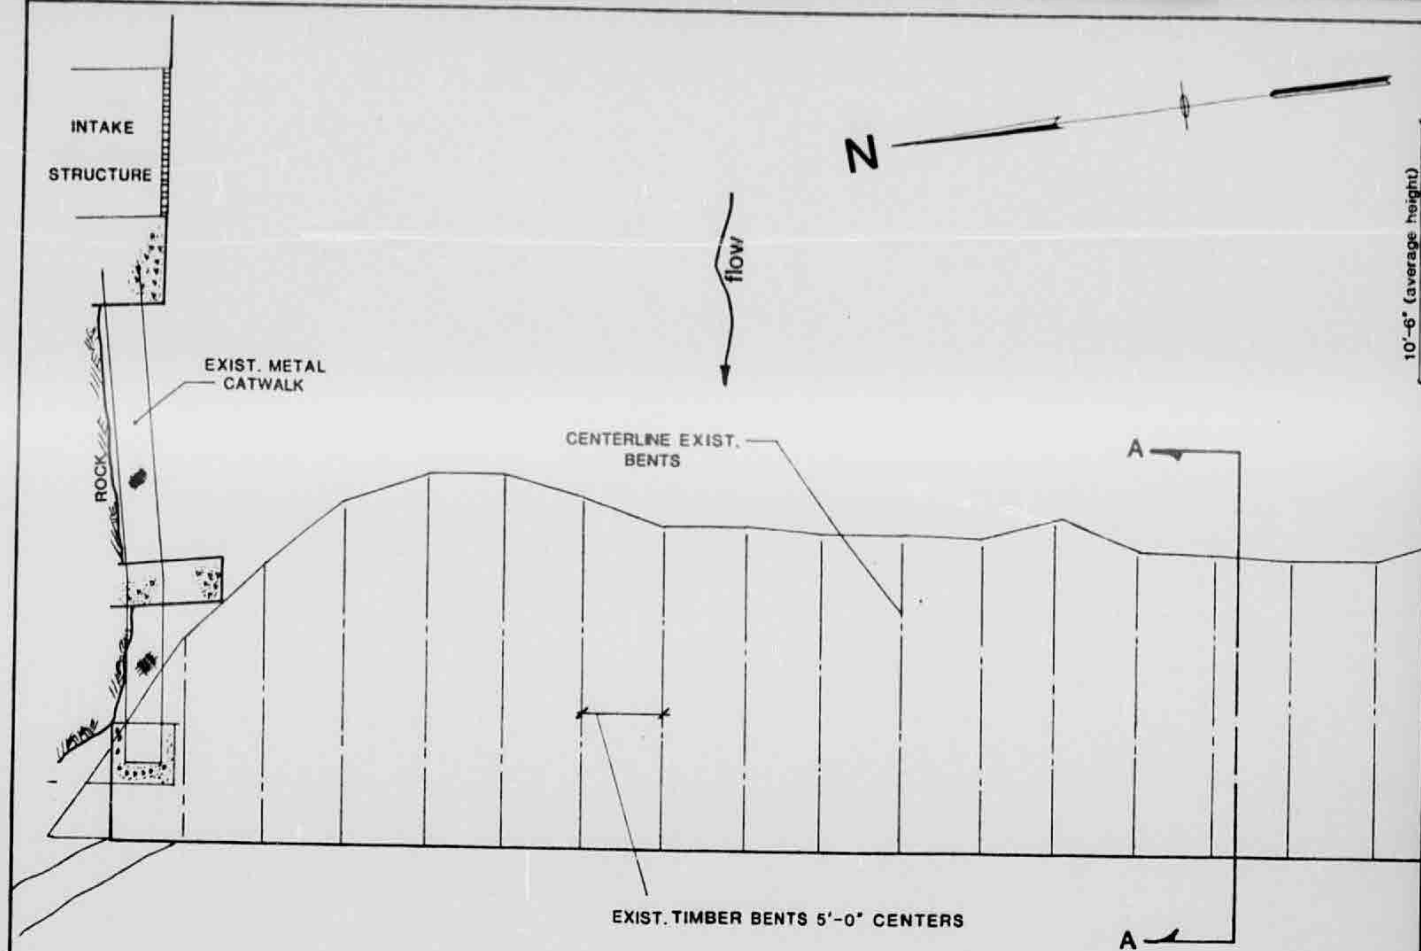 INTAKE
STRUCTURE
N
flow
10'-6" (average height)
EXIST. METAL
CATWALK
ROCK
CENTERLINE EXIST.
BENTS
A
EXIST. TIMBER BENTS 5'-0" CENTERS
A